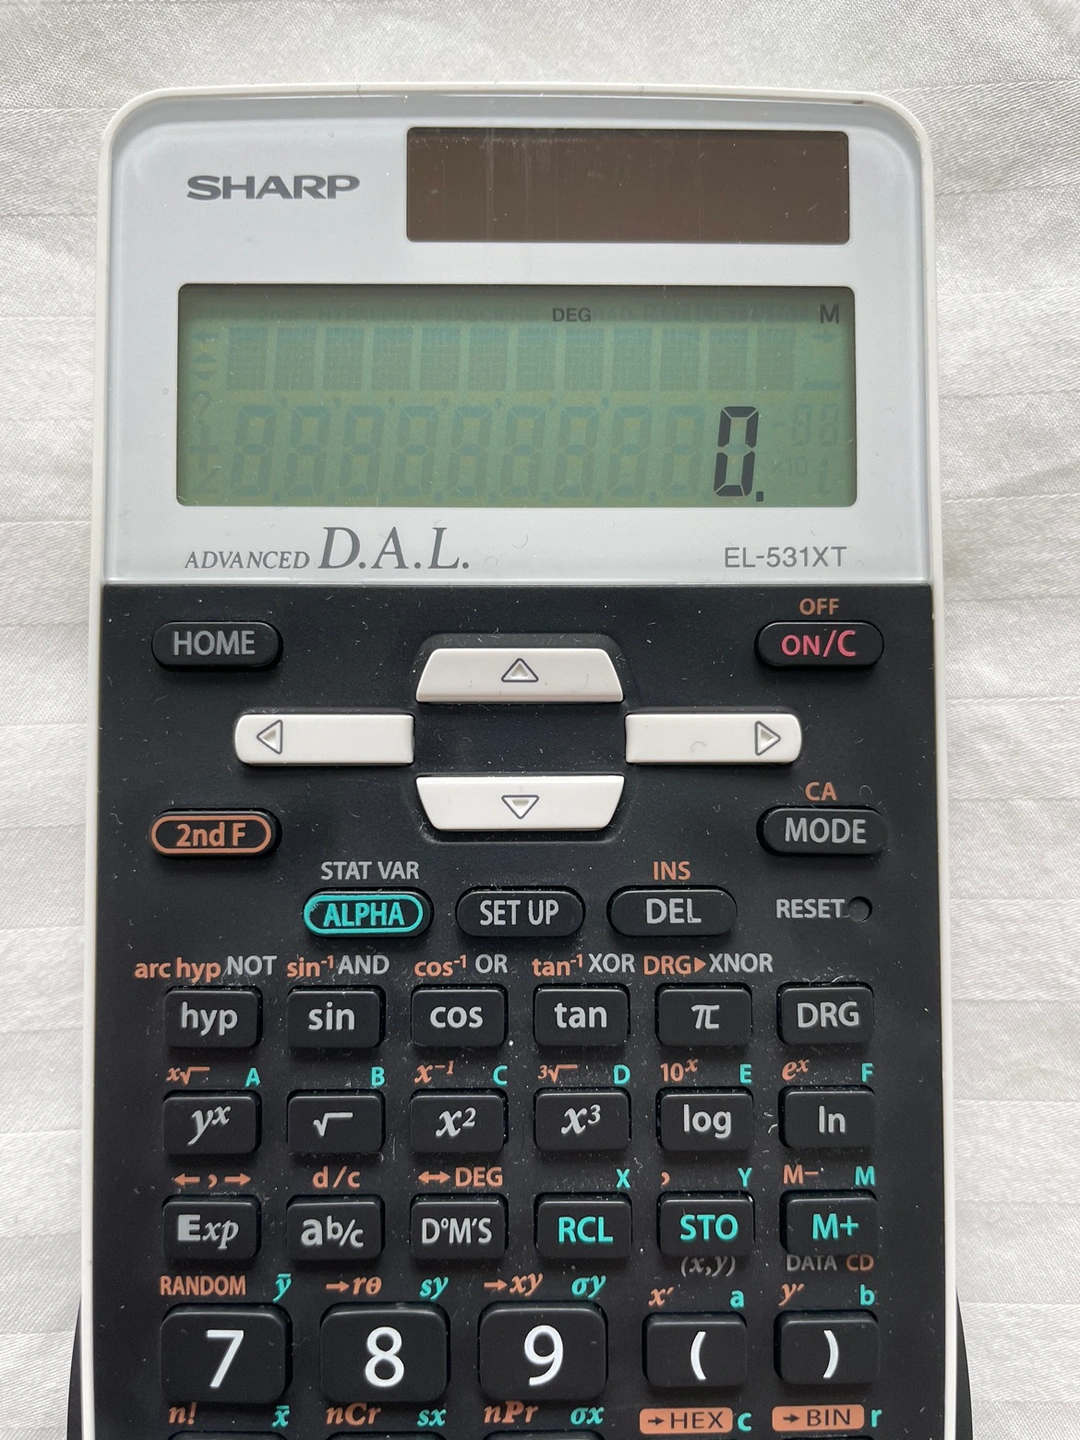 SHARP
DEG M
0.
ADVANCED D.A.L. EL-531XT
OFF
HOME ON/C
CA
2nd F MODE
STAT VAR INS
ALPHA SET UP DEL RESET
arc hyp NOT sin⁻¹ AND cos⁻¹ OR tan⁻¹ XOR DRG▸XNOR
hyp sin cos tan π DRG
ˣ√ A B x⁻¹ C ³√ D 10ˣ E eˣ F
yˣ √ x² x³ log ln
←,→ d/c ↔DEG X , Y M− M
Exp ab/c D°M'S RCL STO M+
(x,y) DATA CD
RANDOM ȳ →rθ sy →xy σy x′ a y′ b
7 8 9 ( )
n! x̄ nCr sx nPr σx →HEX c →BIN r